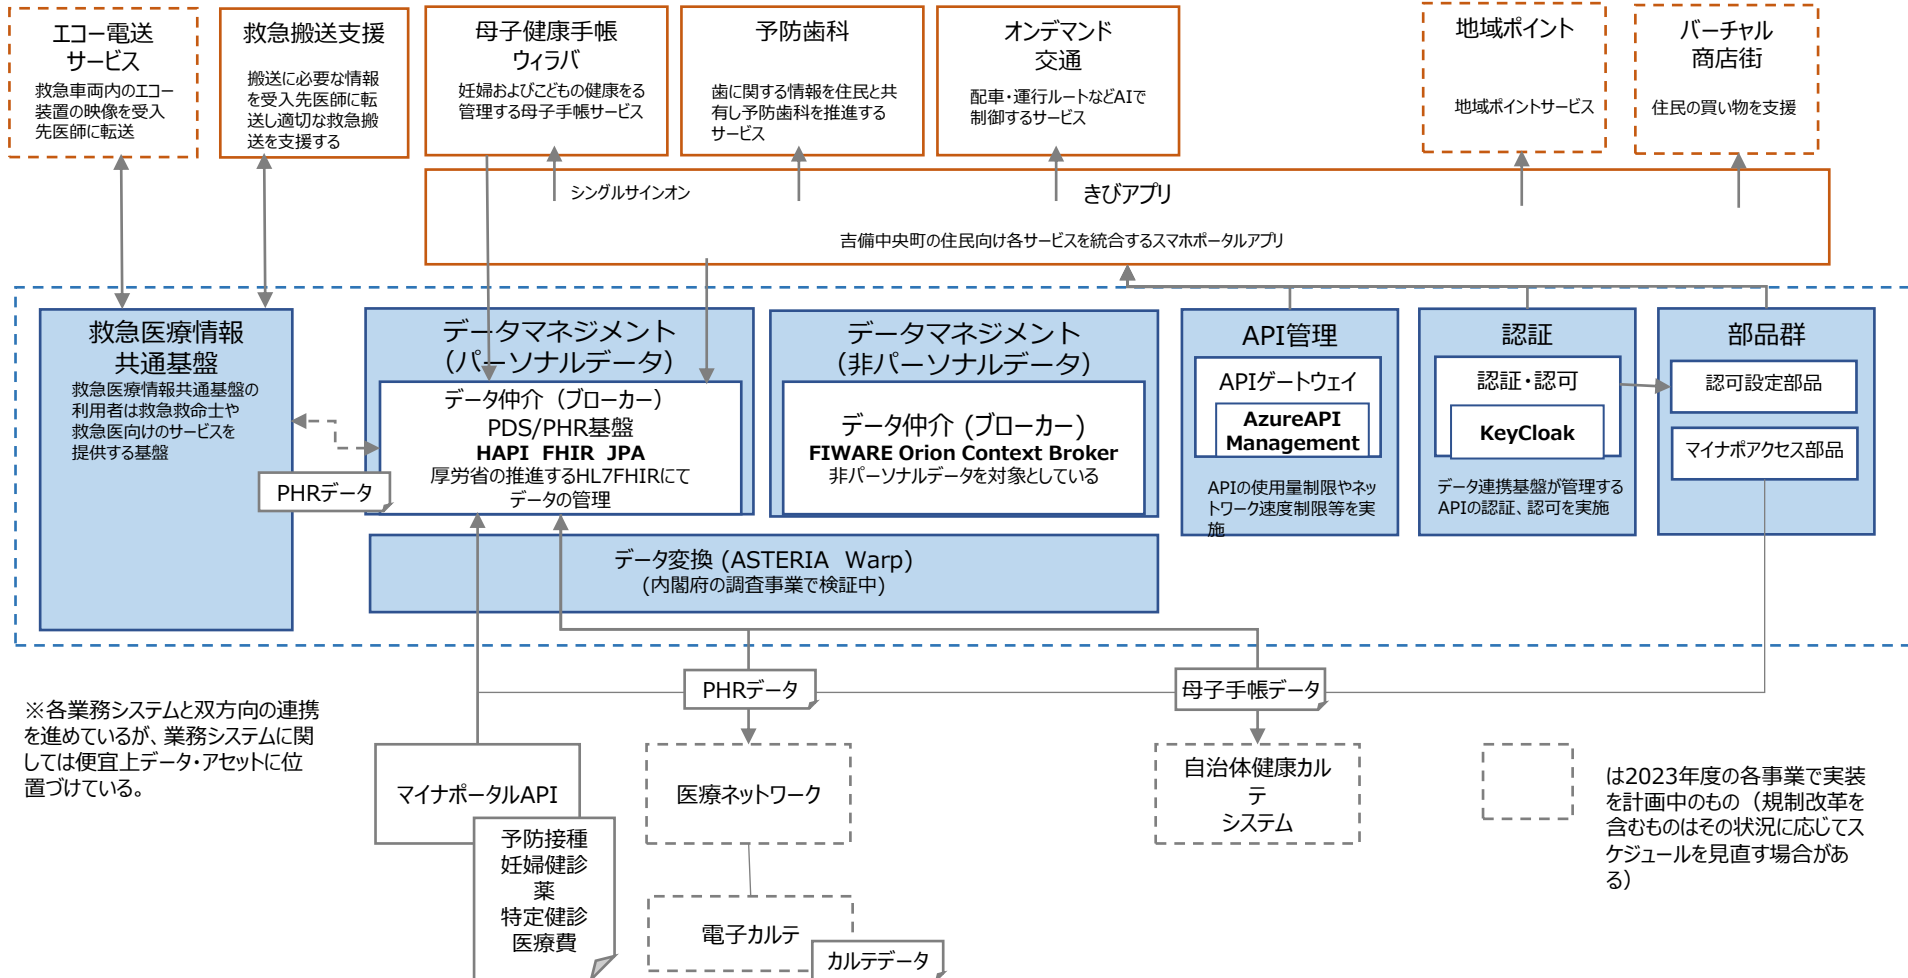 エコー電送
サービス
救急車両内のエコー
装置の映像を受入
先医師に転送
救急搬送支援
搬送に必要な情報
を受入先医師に転
送し適切な救急搬
送を支援する
母子健康手帳
ウィラバ
妊婦およびこどもの健康をる
管理する母子手帳サービス
予防歯科
歯に関する情報を住民と共
有し予防歯科を推進する
サービス
オンデマンド
交通
配車・運行ルートなどAIで
制御するサービス
地域ポイント
地域ポイントサービス
バーチャル
商店街
住民の買い物を支援
シングルサインオン
きびアプリ
吉備中央町の住民向け各サービスを統合するスマホポータルアプリ
救急医療情報
共通基盤
救急医療情報共通基盤の
利用者は救急救命士や
救急医向けのサービスを
提供する基盤
PHRデータ
データマネジメント
（パーソナルデータ）
データ仲介（ブローカー）
PDS/PHR基盤
HAPI FHIR JPA
厚労省の推進するHL7FHIRにて
データの管理
データマネジメント
（非パーソナルデータ）
データ仲介（ブローカー）
FIWARE Orion Context Broker
非パーソナルデータを対象としている
API管理
APIゲートウェイ
AzureAPI
Management
APIの使用量制限やネッ
トワーク速度制限等を実
施
認証
認証・認可
KeyCloak
データ連携基盤が管理する
APIの認証、認可を実施
部品群
認可設定部品
マイナポアクセス部品
データ変換 (ASTERIA Warp)
(内閣府の調査事業で検証中)
PHRデータ
母子手帳データ
※各業務システムと双方向の連携
を進めているが、業務システムに関
しては便宜上データ・アセットに位
置づけている。
マイナポータルAPI
予防接種
妊婦健診
薬
特定健診
医療費
医療ネットワーク
電子カルテ
カルテデータ
自治体健康カル
テ
システム
は2023年度の各事業で実装
を計画中のもの（規制改革を
含むものはその状況に応じてス
ケジュールを見直す場合があ
る）